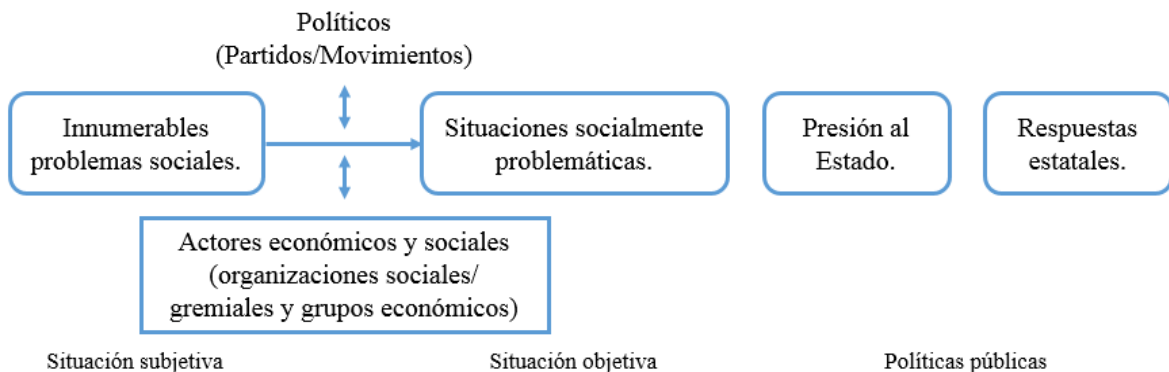 Políticos
(Partidos/Movimientos)
Innumerables
problemas sociales.
Situaciones socialmente
problemáticas.
Presión al
Estado.
Respuestas
estatales.
Actores económicos y sociales
(organizaciones sociales/
gremiales y grupos económicos)
Situación subjetiva
Situación objetiva
Políticas públicas